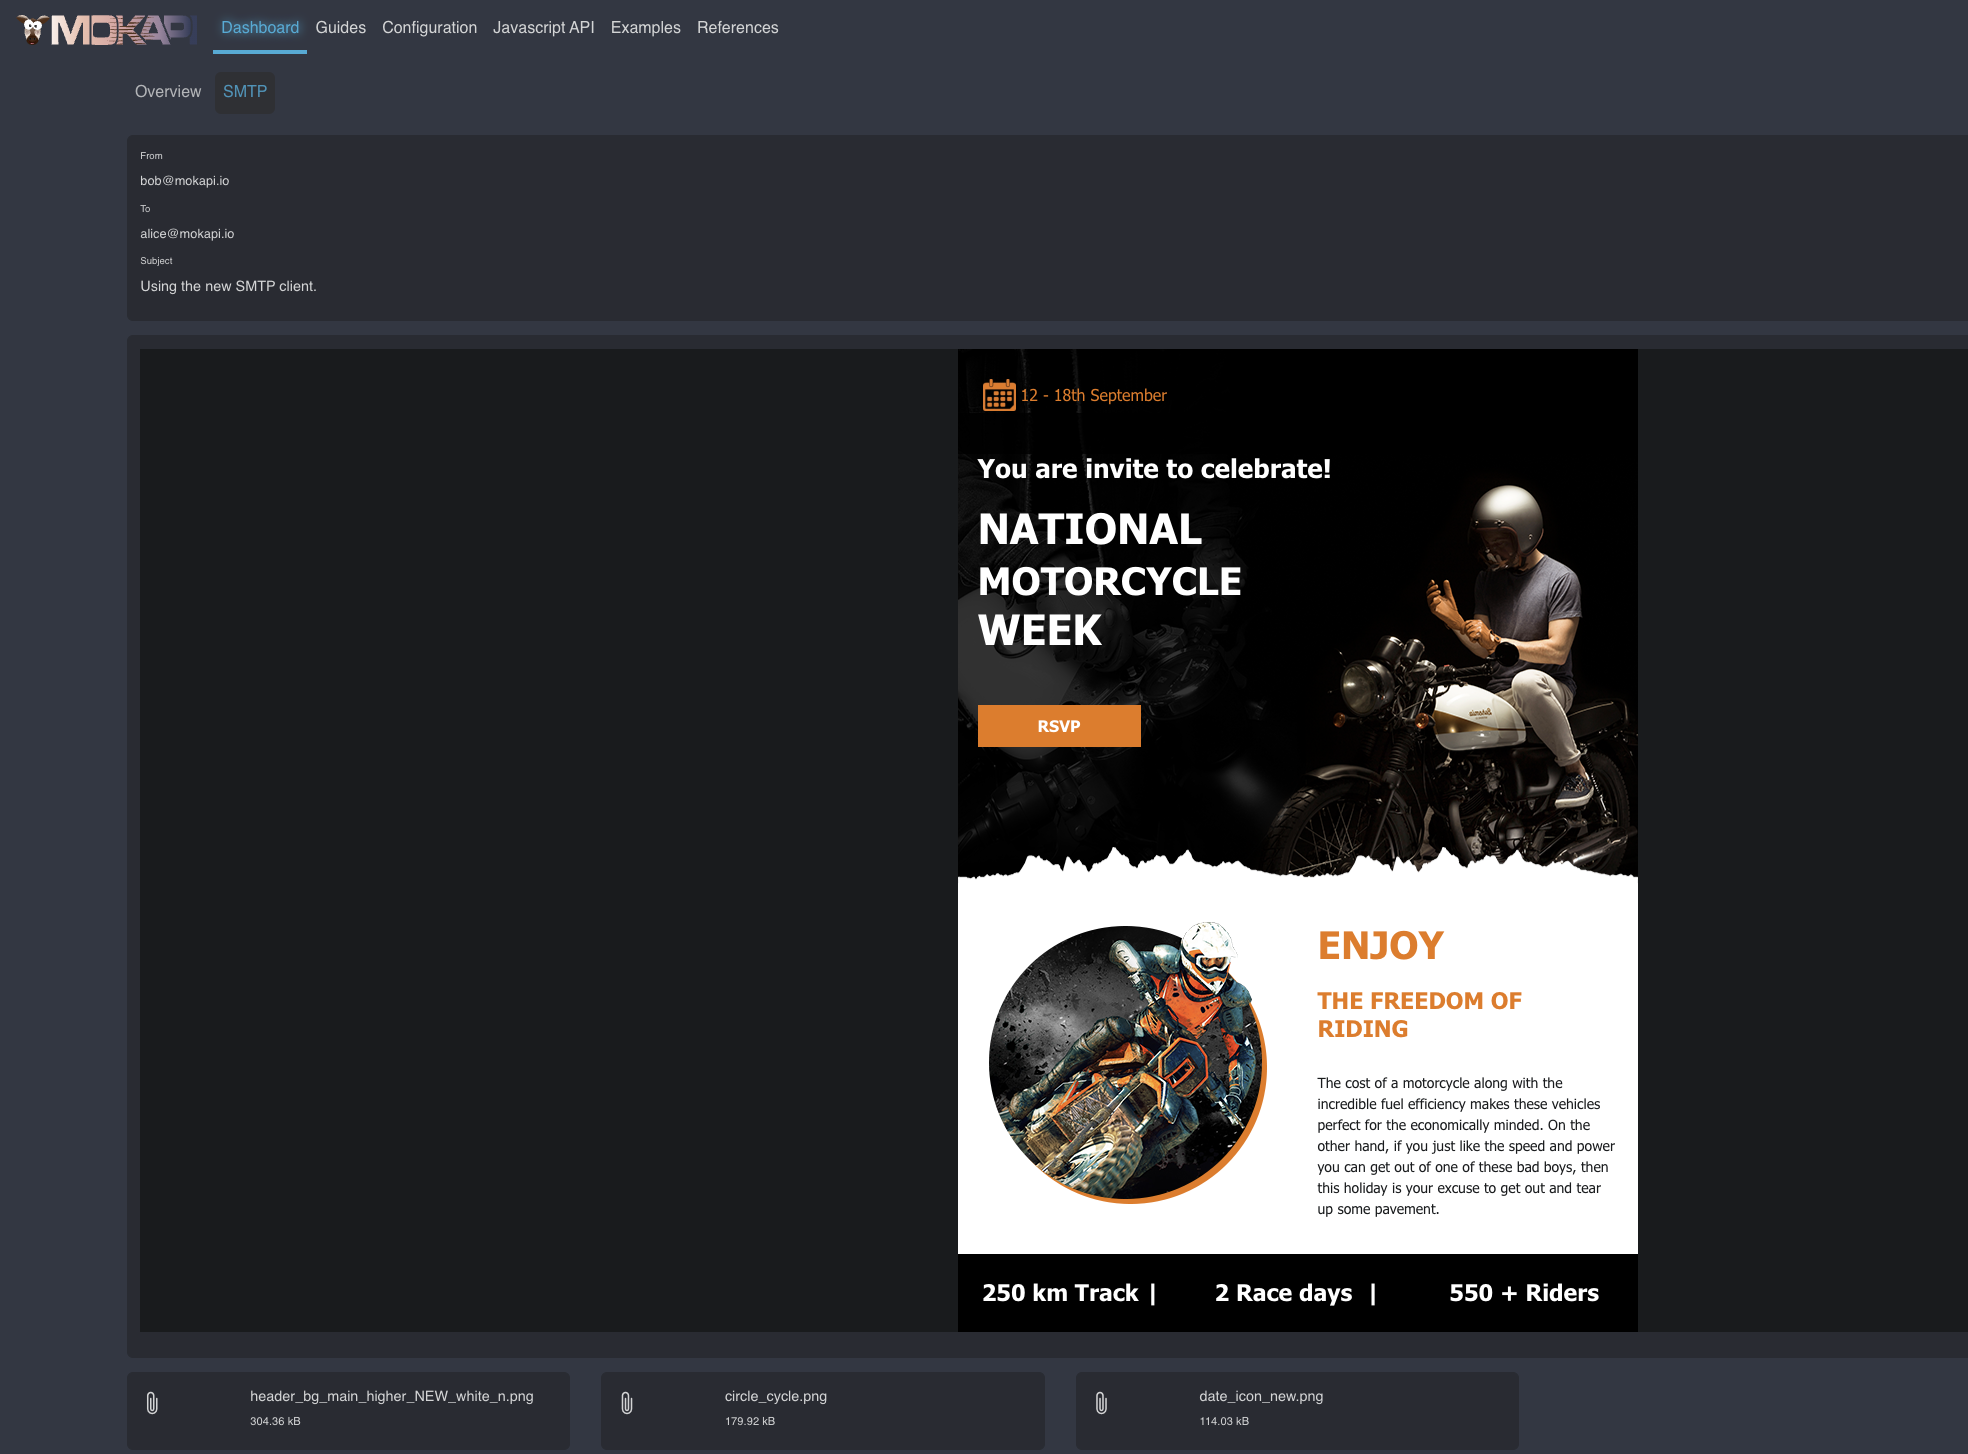 MOKAPI Dashboard Guides Configuration Javascript API Examples References
Overview SMTP
From
bob@mokapi.io
To
alice@mokapi.io
Subject
Using the new SMTP client.
12 - 18th September
You are invite to celebrate!
NATIONAL
MOTORCYCLE
WEEK
RSVP
ENJOY
THE FREEDOM OF
RIDING
The cost of a motorcycle along with the
incredible fuel efficiency makes these vehicles
perfect for the economically minded. On the
other hand, if you just like the speed and power
you can get out of one of these bad boys, then
this holiday is your excuse to get out and tear
up some pavement.
250 km Track | 2 Race days | 550 + Riders
header_bg_main_higher_NEW_white_n.png
304.36 kB
circle_cycle.png
179.92 kB
date_icon_new.png
114.03 kB